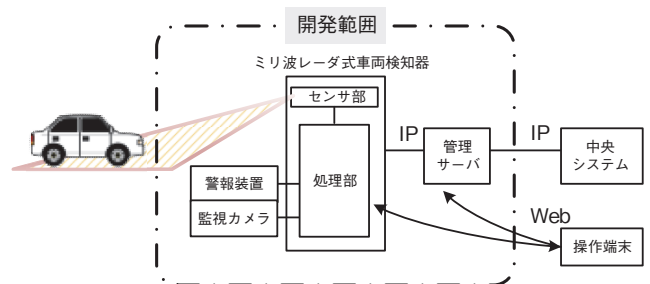 開発範囲
ミリ波レーダ式車両検知器
センサ部
処理部
警報装置
監視カメラ
IP
管理
サーバ
IP
中央
システム
Web
操作端末